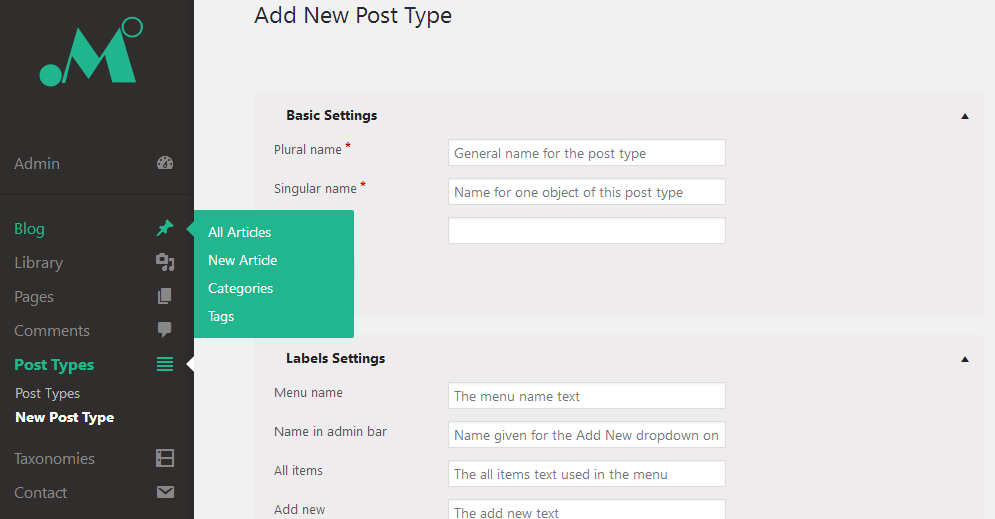 Add New Post Type
Admin
Blog
All Articles
New Article
Categories
Tags
Library
Pages
Comments
Post Types
Post Types
New Post Type
Taxonomies
Contact
Basic Settings
Plural name *
General name for the post type
Singular name *
Name for one object of this post type
Labels Settings
Menu name
The menu name text
Name in admin bar
Name given for the Add New dropdown on
All items
The all items text used in the menu
Add new
The add new text